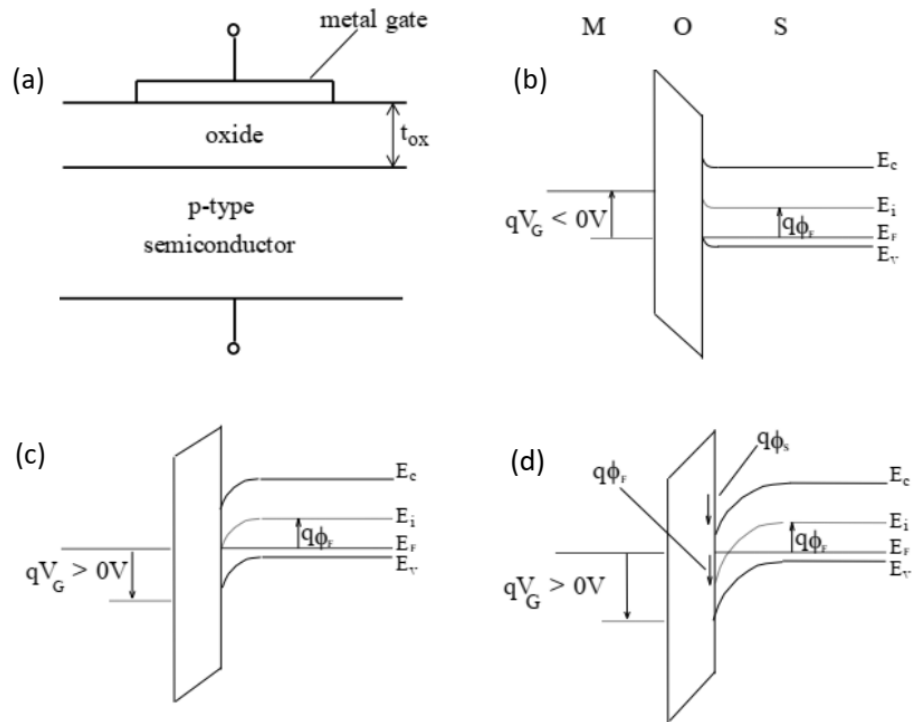 metal gate
(a)
oxide
t_ox
p-type
semiconductor
M O S
(b)
E_c
E_i
qV_G < 0V
qϕ_F
E_F
E_V
(c)
E_c
E_i
qϕ_F
E_F
qV_G > 0V
E_V
(d)
qϕ_S
qϕ_F
E_c
E_i
qϕ_F
E_F
qV_G > 0V
E_V